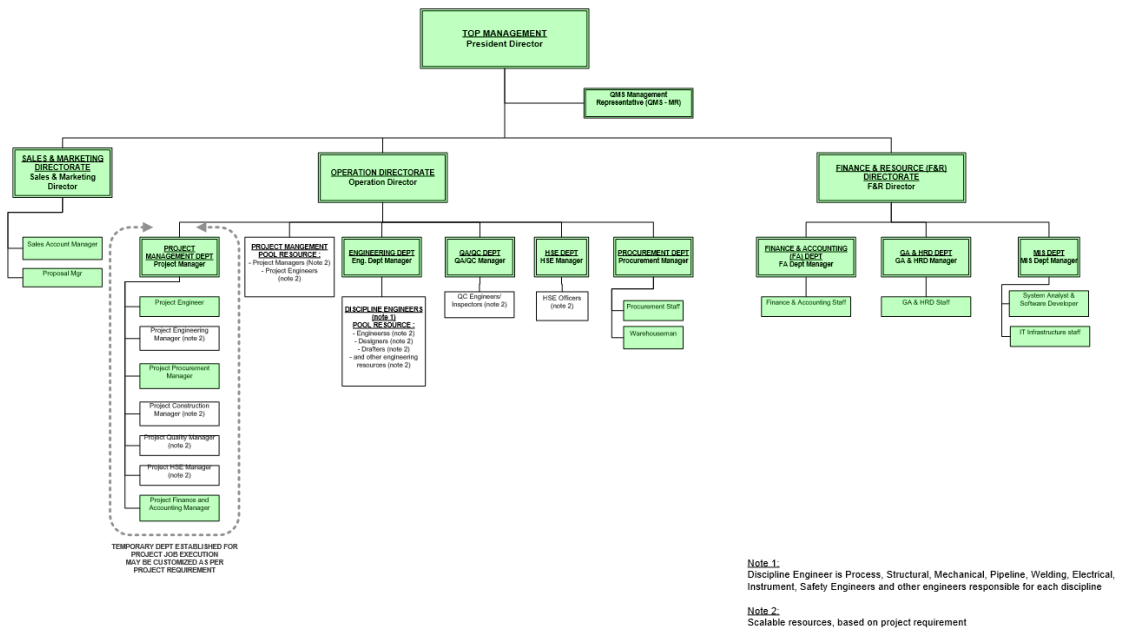 TOP MANAGEMENT
President Director
QMS Management
Representative (QMS - MR)
SALES & MARKETING
DIRECTORATE
Sales & Marketing
Director
OPERATION DIRECTORATE
Operation Director
FINANCE & RESOURCE (F&R)
DIRECTORATE
F&R Director
Sales Account Manager
Proposal Mgr
PROJECT
MANAGEMENT DEPT
Project Manager
Project Engineer
Project Engineering
Manager (note 2)
Project Procurement
Manager
Project Construction
Manager (note 2)
Project Quality Manager
(note 2)
Project HSE Manager
(note 2)
Project Finance and
Accounting Manager
TEMPORARY DEPT ESTABLISHED FOR
PROJECT JOB EXECUTION
MAY BE CUSTOMIZED AS PER
PROJECT REQUIREMENT
PROJECT MANGEMENT
POOL RESOURCE :
- Project Managers (Note 2)
- Project Engineers
(note 2)
ENGINEERING DEPT
Eng. Dept Manager
DISCIPLINE ENGINEERS
(note 1)
POOL RESOURCE :
- Engineerse (note 2)
- Designers (note 2)
- Drafters (note 2)
- and other engineering
resources (note 2)
QA/QC DEPT
QA/QC Manager
QC Engineers/
Inspectors (note 2)
HSE DEPT
HSE Manager
HSE Officers
(note 2)
PROCUREMENT DEPT
Procurement Manager
Procurement Staff
Warehouseman
FINANCE & ACCOUNTING
(FA) DEPT
FA Dept Manager
Finance & Accounting Staff
GA & HRD DEPT
GA & HRD Manager
GA & HRD Staff
MIS DEPT
MIS Dept Manager
System Analyst &
Software Developer
IT Infrastructure staff
Note 1:
Discipline Engineer is Process, Structural, Mechanical, Pipeline, Welding, Electrical,
Instrument, Safety Engineers and other engineers responsible for each discipline
Note 2:
Scalable resources, based on project requirement